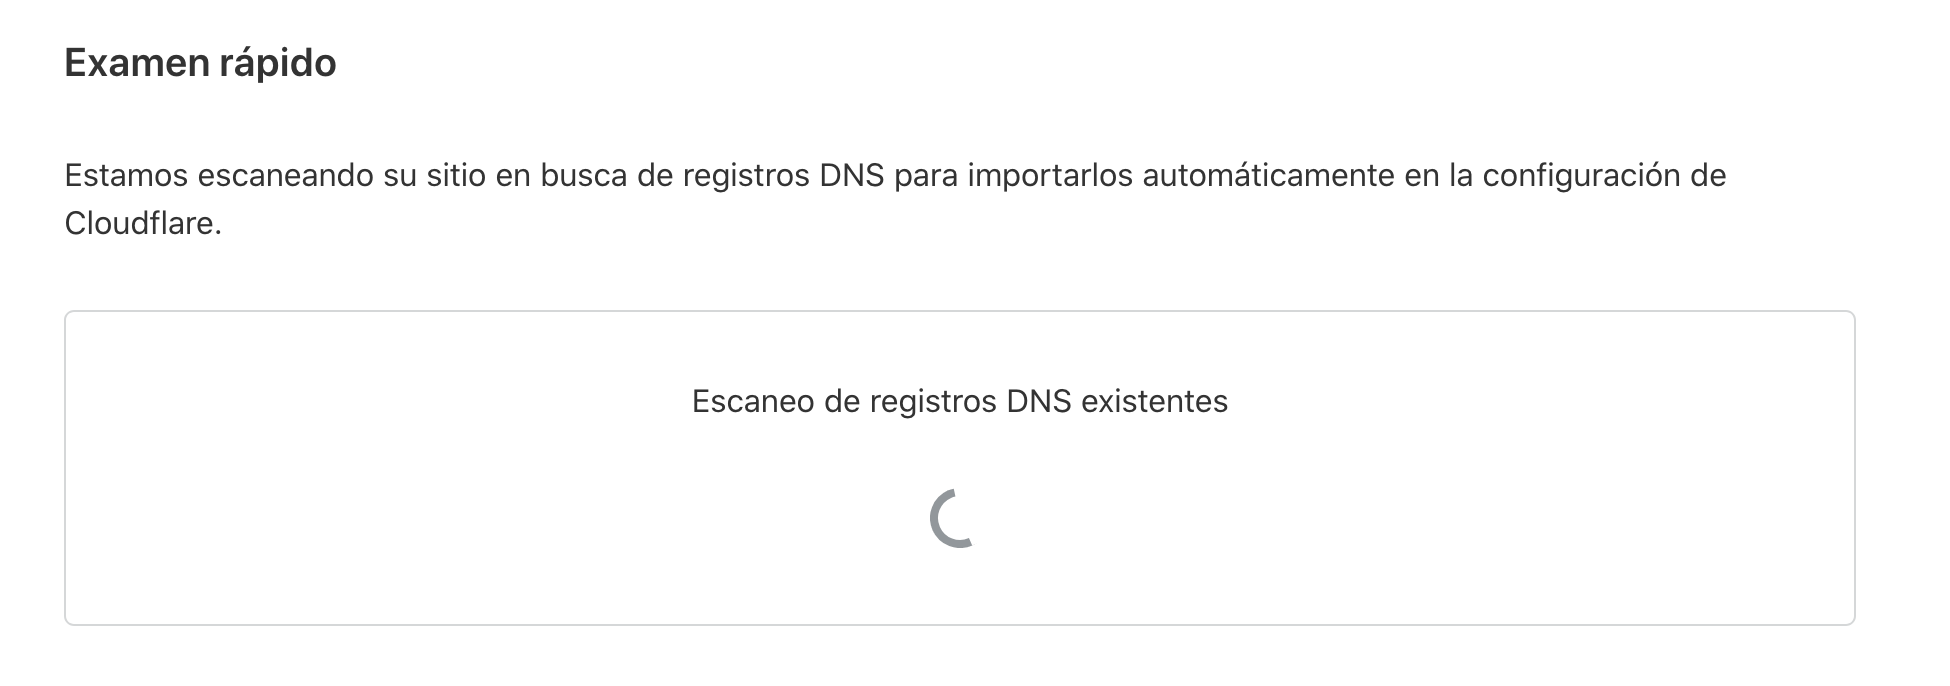 Examen rápido
Estamos escaneando su sitio en busca de registros DNS para importarlos automáticamente en la configuración de
Cloudflare.
Escaneo de registros DNS existentes